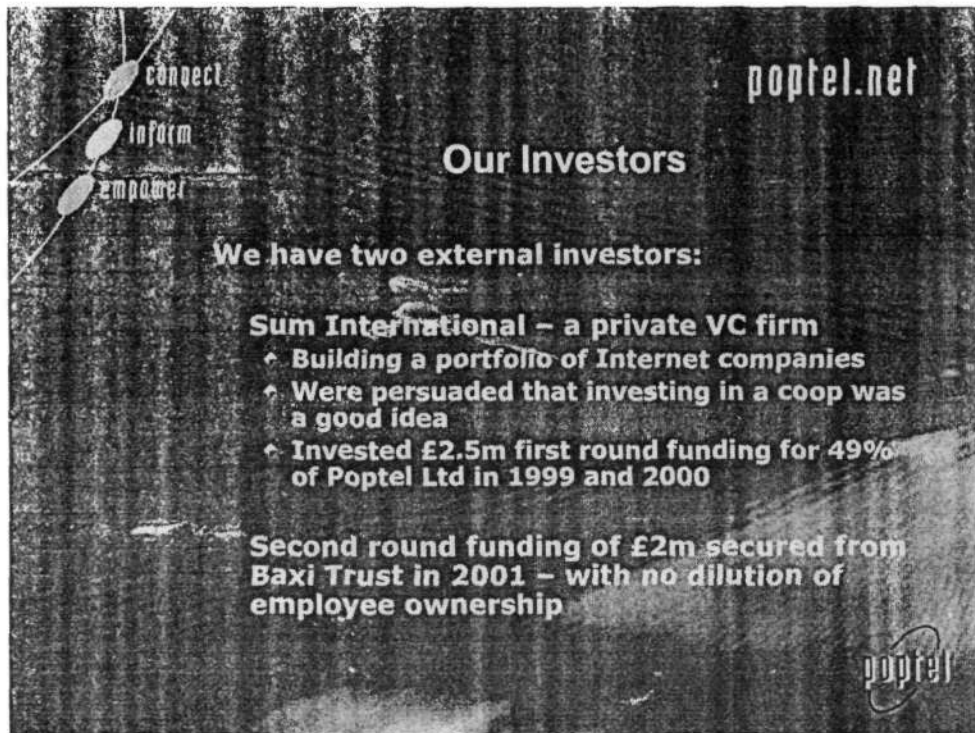 connect
inform
empower
poptel.net
Our Investors
We have two external investors:
Sum International – a private VC firm
Building a portfolio of Internet companies
Were persuaded that investing in a coop was
a good idea
Invested £2.5m first round funding for 49%
of Poptel Ltd in 1999 and 2000
Second round funding of £2m secured from
Baxi Trust in 2001 – with no dilution of
employee ownership
poptel